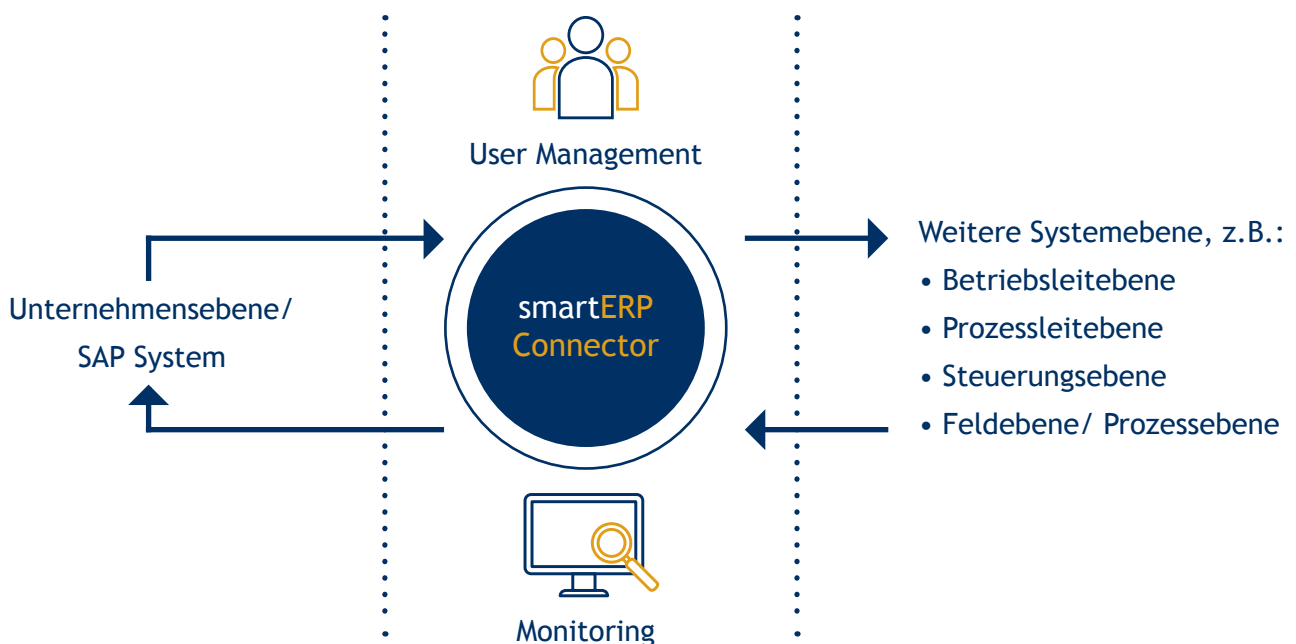 User Management
Unternehmensebene/
SAP System
smartERP
Connector
Weitere Systemebene, z.B.:
• Betriebsleitebene
• Prozessleitebene
• Steuerungsebene
• Feldebene/ Prozessebene
Monitoring